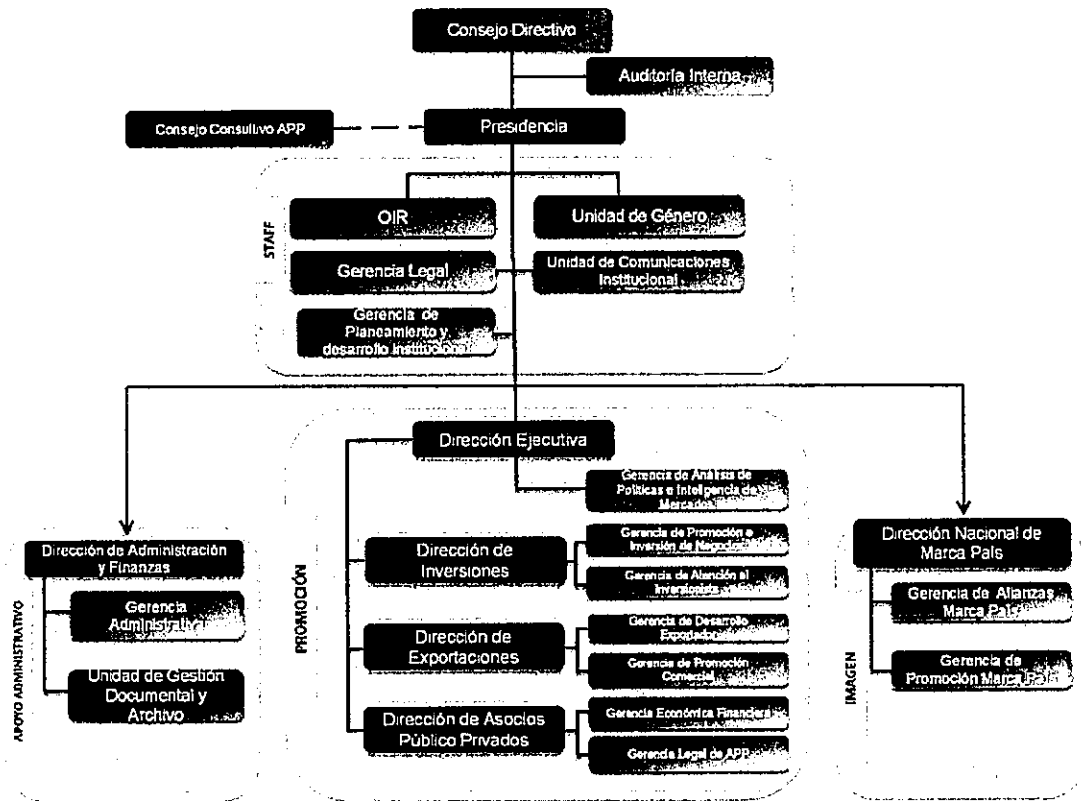 Consejo Directivo
Auditoría Interna
Consejo Consultivo APP
Presidencia
STAFF
OIR
Unidad de Género
Gerencia Legal
Unidad de Comunicaciones
Institucional
Gerencia de
Planeamiento y
desarrollo Institucional
Dirección Ejecutiva
Gerencia de Análisis de
Políticas e Inteligencia de
Mercados
PROMOCIÓN
Dirección de
Inversiones
Gerencia de Promoción e
Inversión de Negocios
Gerencia de Atención al
Inversionista
Dirección de
Exportaciones
Gerencia de Desarrollo
Exportador
Gerencia de Promoción
Comercial
Dirección de Asocios
Público Privados
Gerencia Económica Financiera
Gerencia Legal de APP
APOYO ADMINISTRATIVO
Dirección de Administración
y Finanzas
Gerencia
Administrativa
Unidad de Gestión
Documental y
Archivo
IMAGEN
Dirección Nacional de
Marca País
Gerencia de Alianzas
Marca País
Gerencia de
Promoción Marca País